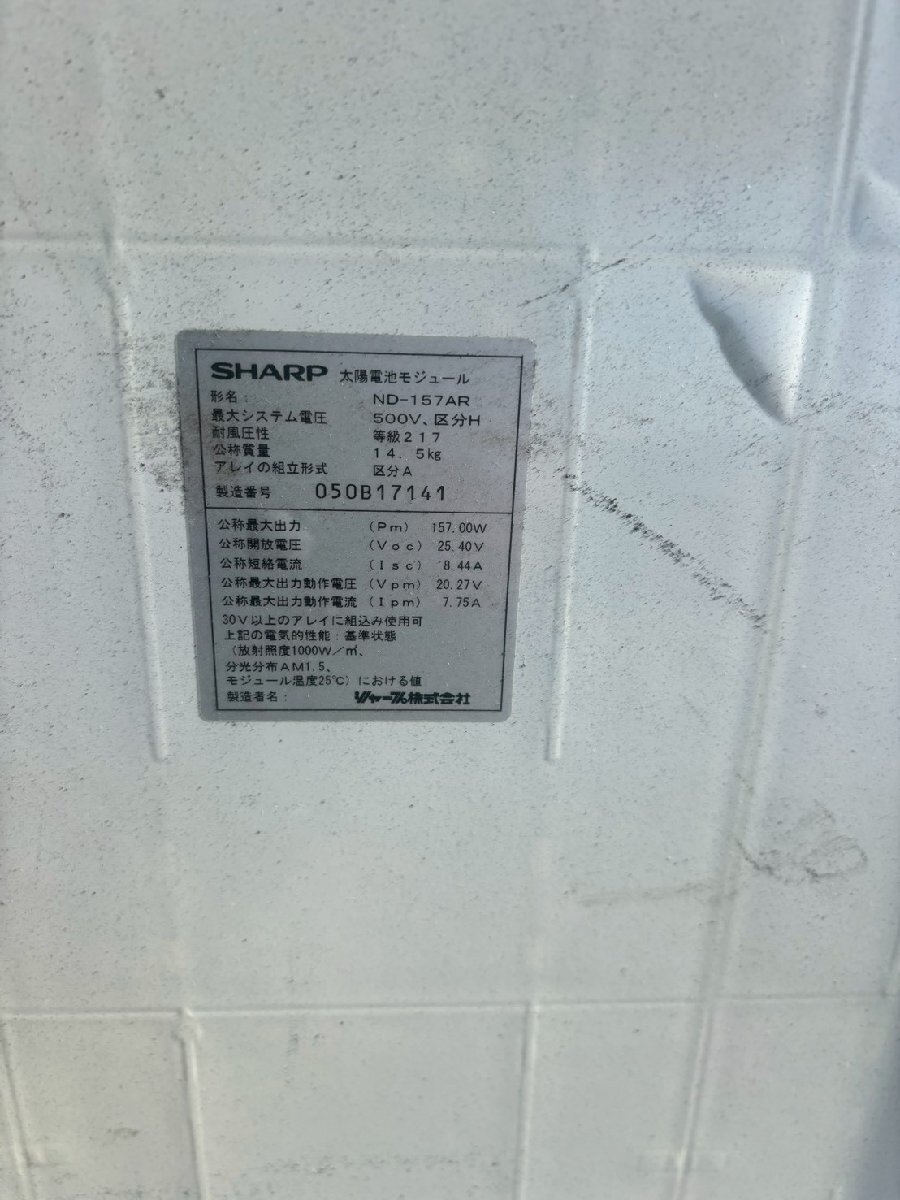 SHARP 太陽電池モジュール
形名: ND-157AR
最大システム電圧 500V、区分H
耐風圧性 等級217
公称質量 14.5kg
アレイの組立形式 区分A
製造番号 050B17141
公称最大出力 (Pm) 157.00W
公称開放電圧 (Voc) 25.40V
公称短絡電流 (Isc) 8.44A
公称最大出力動作電圧 (Vpm) 20.27V
公称最大出力動作電流 (Ipm) 7.75A
30V以上のアレイに組込み使用可
上記の電気的性能:基準状態
(放射照度1000W/㎡、
分光分布AM1.5、
モジュール温度25℃)における値
製造者名: シャープ株式会社